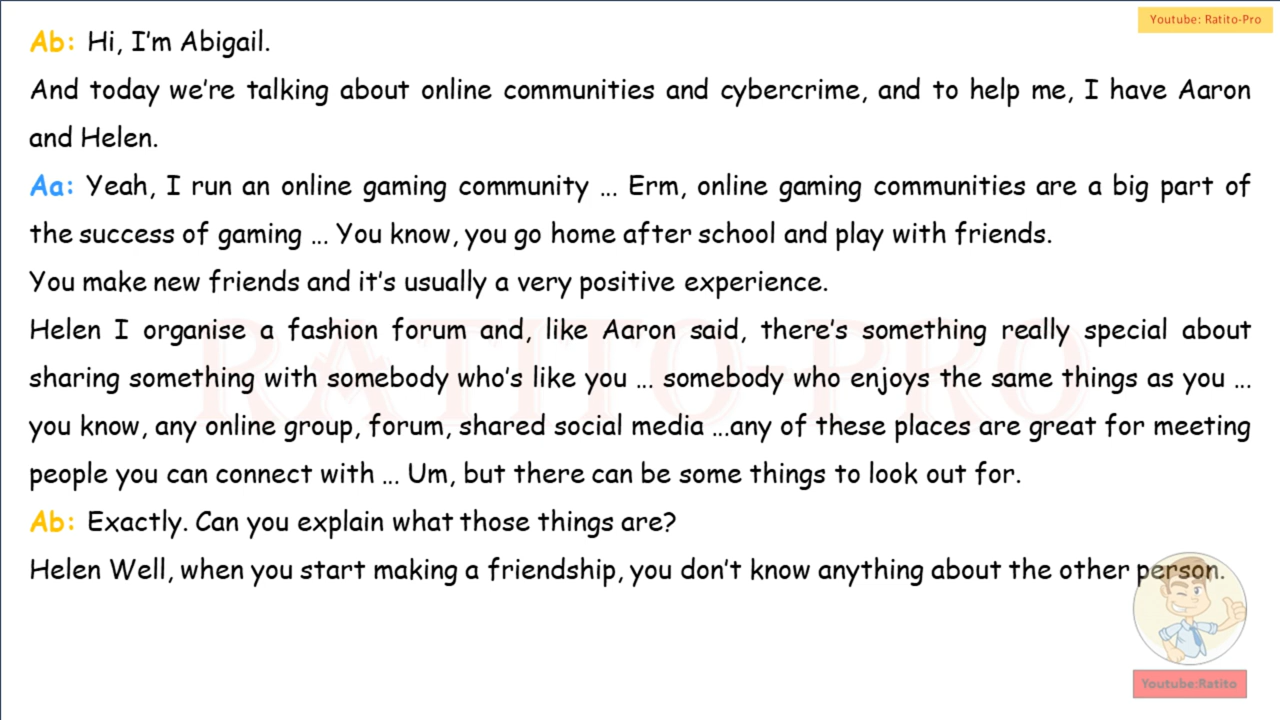 Youtube: Ratito-Pro
Ab: Hi, I'm Abigail.
And today we're talking about online communities and cybercrime, and to help me, I have Aaron
and Helen.
Aa: Yeah, I run an online gaming community ... Erm, online gaming communities are a big part of
the success of gaming ... You know, you go home after school and play with friends.
You make new friends and it's usually a very positive experience.
Helen I organise a fashion forum and, like Aaron said, there's something really special about
sharing something with somebody who's like you ... somebody who enjoys the same things as you ...
you know, any online group, forum, shared social media ...any of these places are great for meeting
people you can connect with ... Um, but there can be some things to look out for.
Ab: Exactly. Can you explain what those things are?
Helen Well, when you start making a friendship, you don't know anything about the other person.
RATITO-PRO
Youtube:Ratito